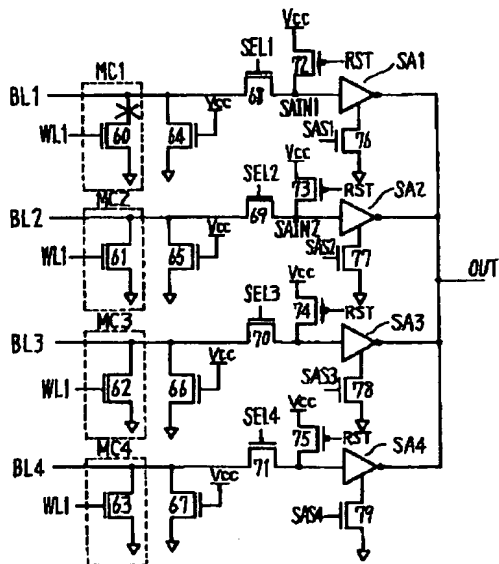 Vcc
SEL1
MC1
72
RST
SA1
BL1
68
SAIN1
Vcc
WL1
60
64
SAS1
76
MC2
SEL2
Vcc
73
RST
SA2
BL2
69
SAIN2
Vcc
WL1
61
65
SAS2
77
OUT
MC3
SEL3
Vcc
74
RST
SA3
BL3
70
Vcc
WL1
62
66
SAS3
78
MC4
SEL4
Vcc
75
RST
SA4
BL4
71
Vcc
WL1
63
67
SAS4
79